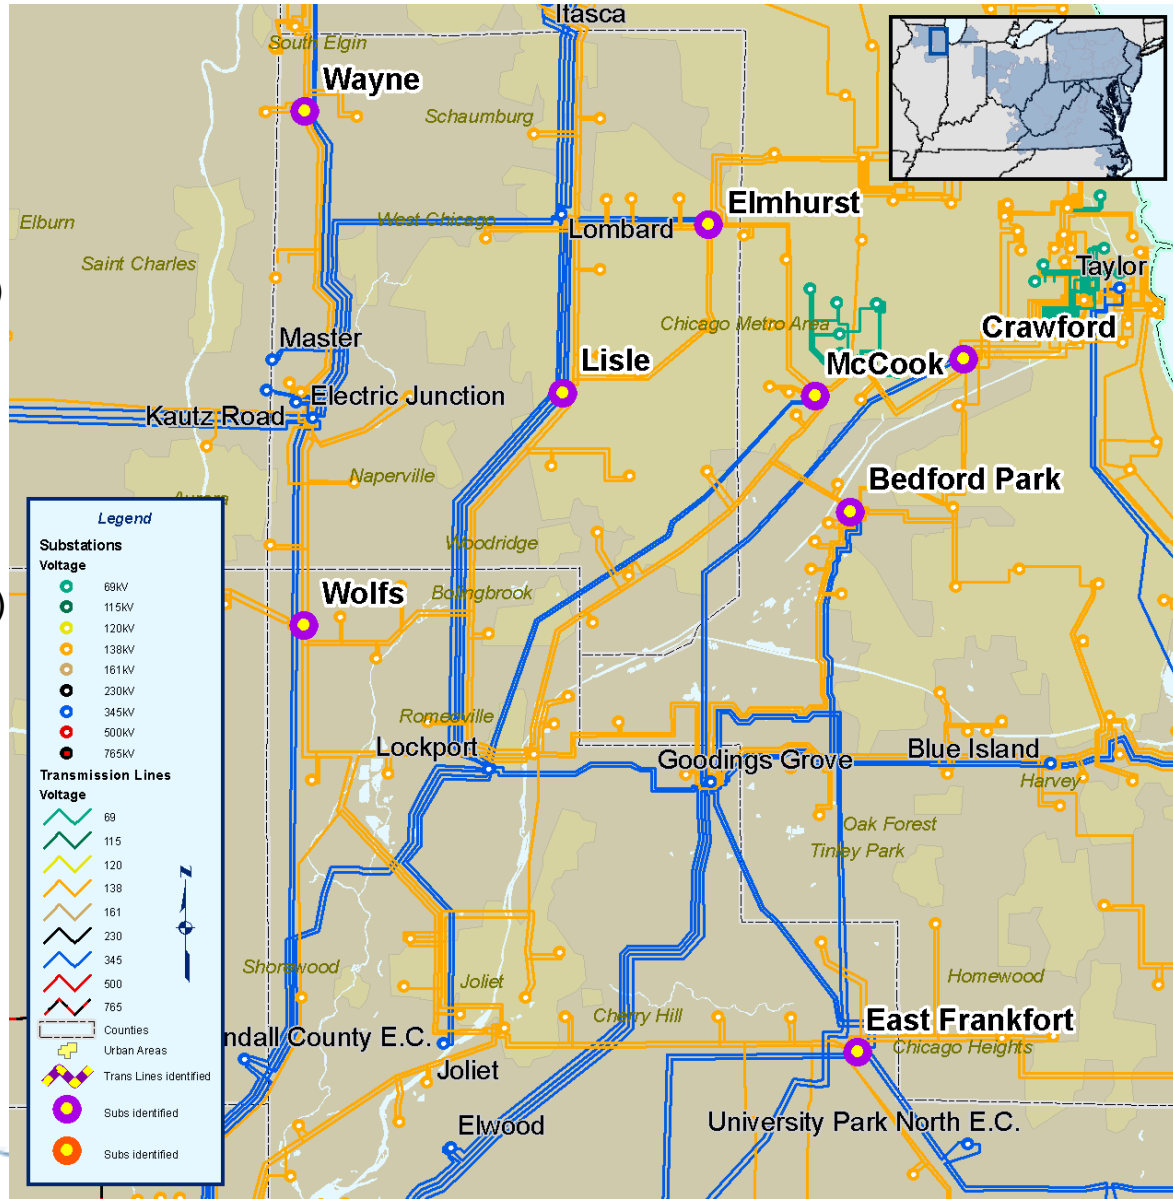 Itasca
South Elgin
Wayne
Schaumburg
Elmhurst
West Chicago
Lombard
Elburn
Saint Charles
Taylor
Chicago Metro Area
Crawford
Master
Lisle
McCook
Electric Junction
Kautz Road
Naperville
Bedford Park
Aurora
Woodridge
Wolfs
Bolingbrook
Romeoville
Lockport
Goodings Grove
Blue Island
Harvey
Oak Forest
Tinley Park
Shorewood
Joliet
Homewood
Cherry Hill
East Frankfort
Chicago Heights
ndall County E.C.
Joliet
Elwood
University Park North E.C.
Legend
Substations
Voltage
69kV
115kV
120kV
138kV
161kV
230kV
345kV
500kV
765kV
Transmission Lines
Voltage
69
115
120
138
161
230
345
500
765
Counties
Urban Areas
Trans Lines identified
Subs identified
Subs identified
N